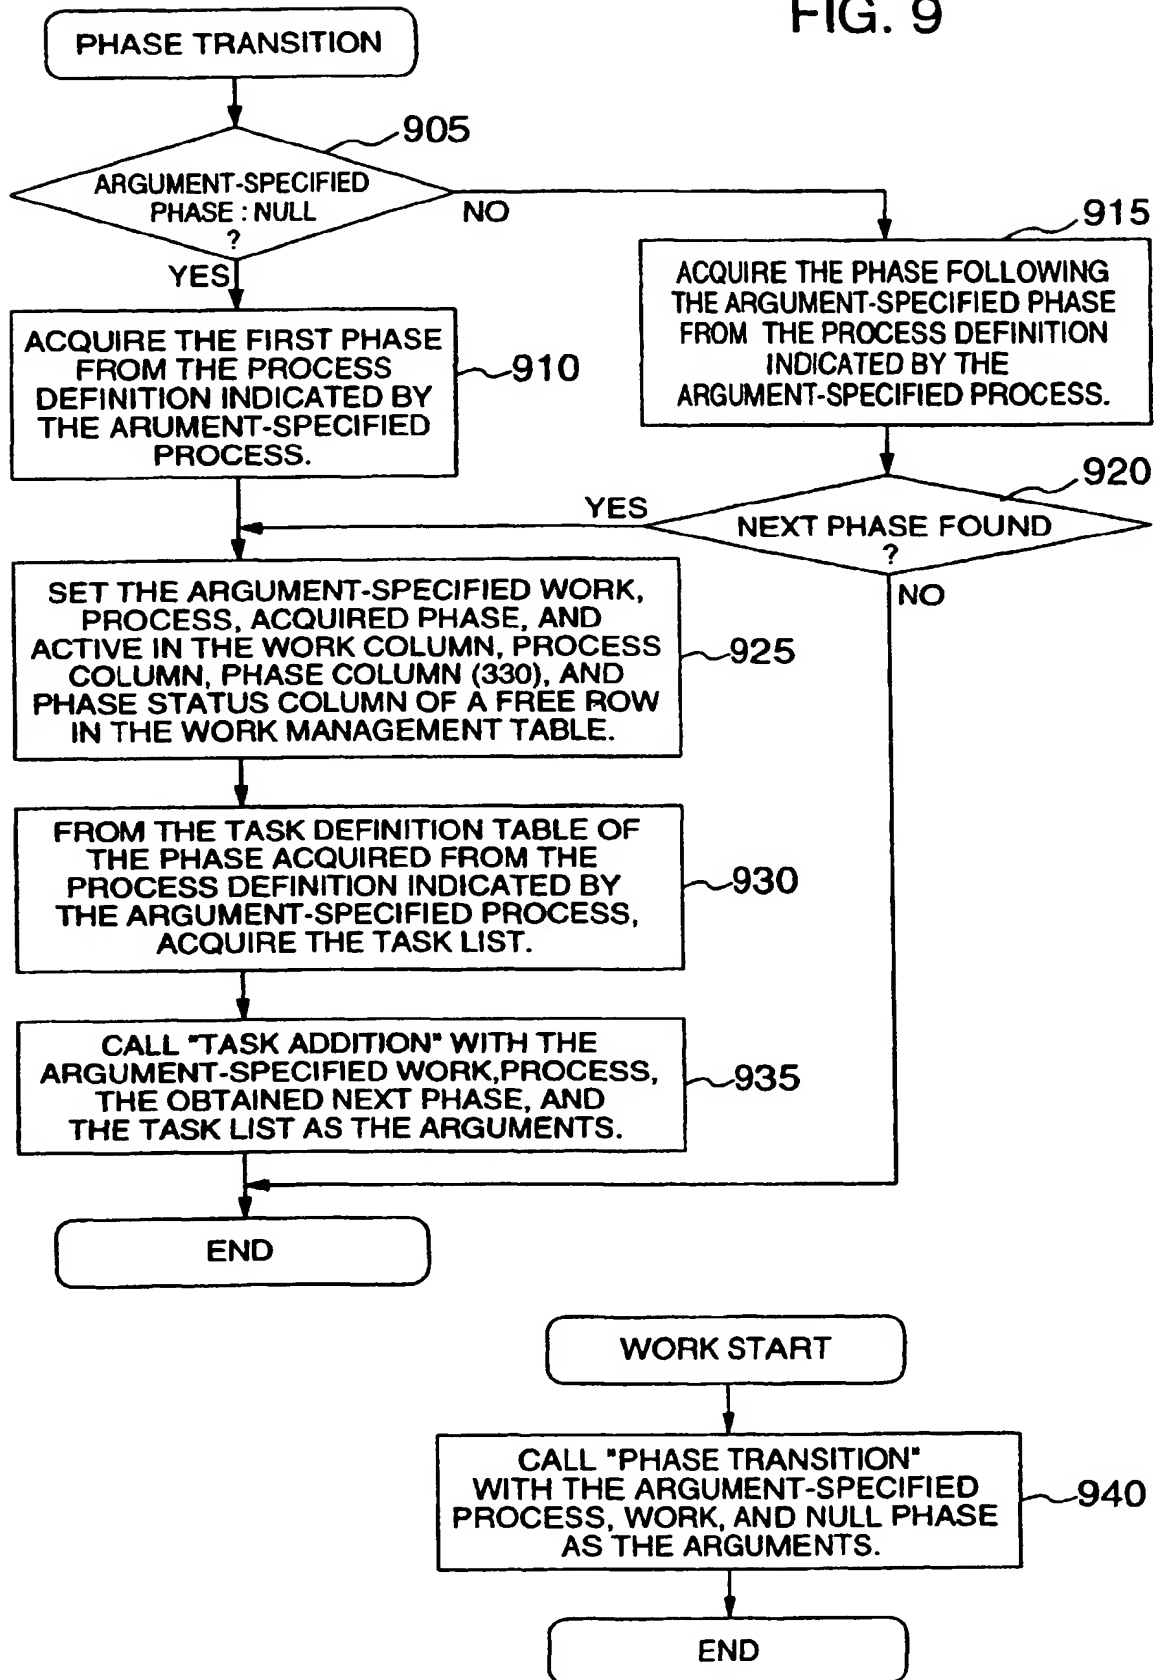 FIG. 9
PHASE TRANSITION
905
ARGUMENT-SPECIFIED
PHASE : NULL
?
NO
YES
915
ACQUIRE THE PHASE FOLLOWING
THE ARGUMENT-SPECIFIED PHASE
FROM THE PROCESS DEFINITION
INDICATED BY THE
ARGUMENT-SPECIFIED PROCESS.
ACQUIRE THE FIRST PHASE
FROM THE PROCESS
DEFINITION INDICATED BY
THE ARUMENT-SPECIFIED
PROCESS.
910
920
NEXT PHASE FOUND
?
YES
NO
SET THE ARGUMENT-SPECIFIED WORK,
PROCESS, ACQUIRED PHASE, AND
ACTIVE IN THE WORK COLUMN, PROCESS
COLUMN, PHASE COLUMN (330), AND
PHASE STATUS COLUMN OF A FREE ROW
IN THE WORK MANAGEMENT TABLE.
925
FROM THE TASK DEFINITION TABLE OF
THE PHASE ACQUIRED FROM THE
PROCESS DEFINITION INDICATED BY
THE ARGUMENT-SPECIFIED PROCESS,
ACQUIRE THE TASK LIST.
930
CALL "TASK ADDITION" WITH THE
ARGUMENT-SPECIFIED WORK,PROCESS,
THE OBTAINED NEXT PHASE, AND
THE TASK LIST AS THE ARGUMENTS.
935
END
WORK START
CALL "PHASE TRANSITION"
WITH THE ARGUMENT-SPECIFIED
PROCESS, WORK, AND NULL PHASE
AS THE ARGUMENTS.
940
END